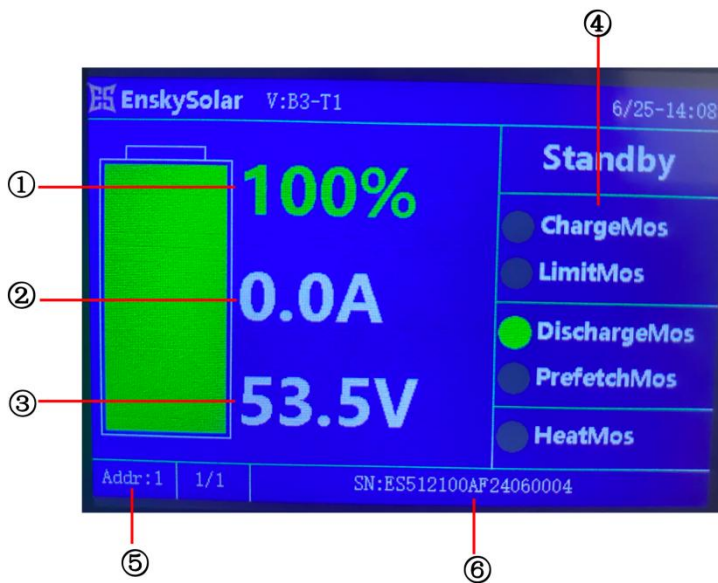 ④
ES EnskySolar V:B3-T1 6/25-14:08
Standby
① 100%
ChargeMos
LimitMos
② 0.0A
DischargeMos
PrefetchMos
③ 53.5V
HeatMos
Addr:1 1/1 SN:ES512100AF24060004
⑤ ⑥